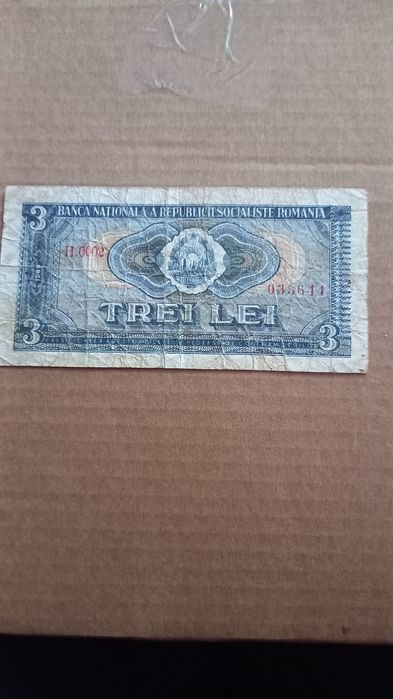 3 BANCA NATIONALA A REPUBLICII SOCIALISTE ROMANIA
H.0002
035644
TREI LEI
3 3